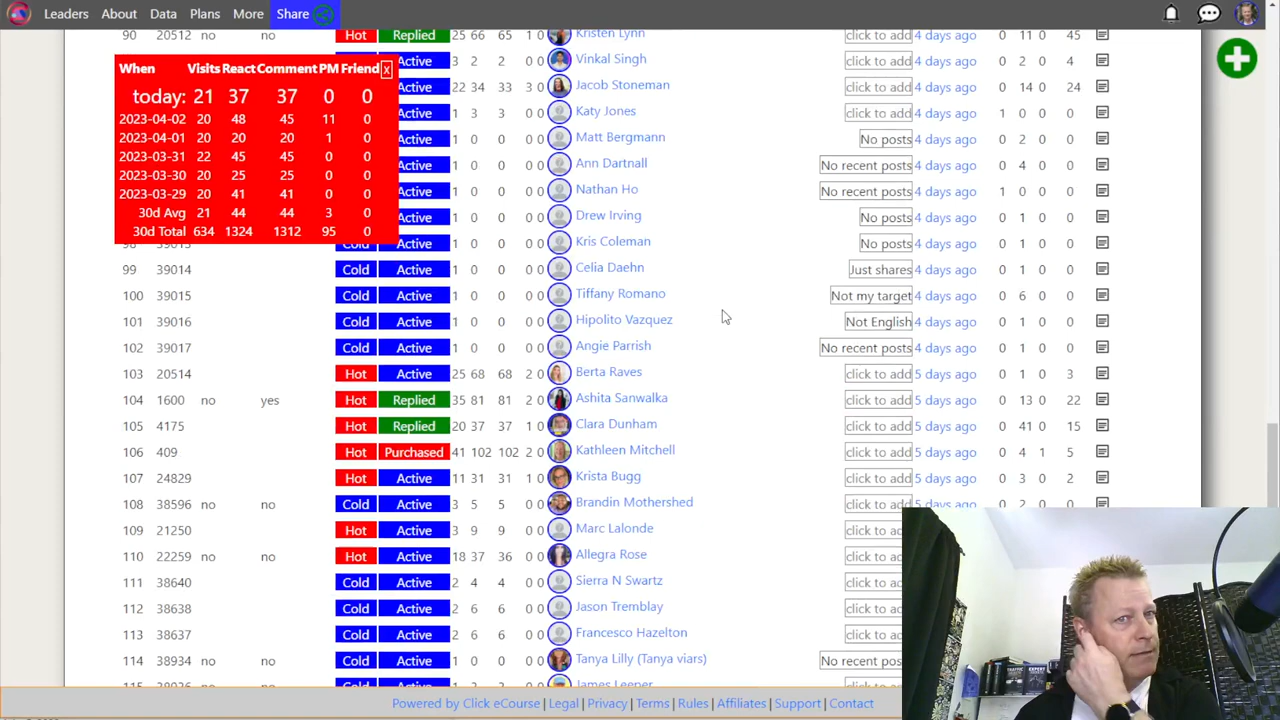 Leaders About Data Plans More Share
90 20512 no no Hot Replied 25 66 65 1 0 Kristen Lynn click to add 4 days ago 0 11 0 45
When Visits React Comment PM Friend x
today: 21 37 37 0 0
2023-04-02 20 48 45 11 0
2023-04-01 20 20 20 1 0
2023-03-31 22 45 45 0 0
2023-03-30 20 25 25 0 0
2023-03-29 20 41 41 0 0
30d Avg 21 44 44 3 0
30d Total 634 1324 1312 95 0
Active 3 2 2 0 0 Vinkal Singh click to add 4 days ago 0 2 0 4
Active 22 34 33 3 0 Jacob Stoneman click to add 4 days ago 0 14 0 24
Active 1 3 3 0 0 Katy Jones click to add 4 days ago 1 0 0 0
Active 1 0 0 0 0 Matt Bergmann No posts 4 days ago 0 2 0 0
Active 1 0 0 0 0 Ann Dartnall No recent posts 4 days ago 0 4 0 0
Active 1 0 0 0 0 Nathan Ho No recent posts 4 days ago 1 0 0 0
Active 1 0 0 0 0 Drew Irving No posts 4 days ago 0 1 0 0
Cold Active 1 0 0 0 0 Kris Coleman No posts 4 days ago 0 1 0 0
99 39014 Cold Active 1 0 0 0 0 Celia Daehn Just shares 4 days ago 0 1 0 0
100 39015 Cold Active 1 0 0 0 0 Tiffany Romano Not my target 4 days ago 0 6 0 0
101 39016 Cold Active 1 0 0 0 0 Hipolito Vazquez Not English 4 days ago 0 1 0 0
102 39017 Cold Active 1 0 0 0 0 Angie Parrish No recent posts 4 days ago 0 1 0 0
103 20514 Hot Active 25 68 68 2 0 Berta Raves click to add 5 days ago 0 1 0 3
104 1600 no yes Hot Replied 35 81 81 2 0 Ashita Sanwalka click to add 5 days ago 0 13 0 22
105 4175 Hot Replied 20 37 37 1 0 Clara Dunham click to add 5 days ago 0 41 0 15
106 409 Hot Purchased 41 102 102 2 0 Kathleen Mitchell click to add 5 days ago 0 4 1 5
107 24829 Hot Active 11 31 31 1 0 Krista Bugg click to add 5 days ago 0 3 0 2
108 38596 no no Cold Active 3 5 5 0 0 Brandin Mothershed click to add 5 days ago 0 2 0
109 21250 Hot Active 3 9 9 0 0 Marc Lalonde click to add
110 22259 no no Hot Active 18 37 36 0 0 Allegra Rose click to add
111 38640 Cold Active 2 4 4 0 0 Sierra N Swartz click to add
112 38638 Cold Active 2 6 6 0 0 Jason Tremblay click to
113 38637 Cold Active 2 6 6 0 0 Francesco Hazelton click to
114 38934 no no Cold Active 1 0 0 0 0 Tanya Lilly (Tanya viars) No recent
James Leeper
Powered by Click eCourse | Legal | Privacy | Terms | Rules | Affiliates | Support | Contact